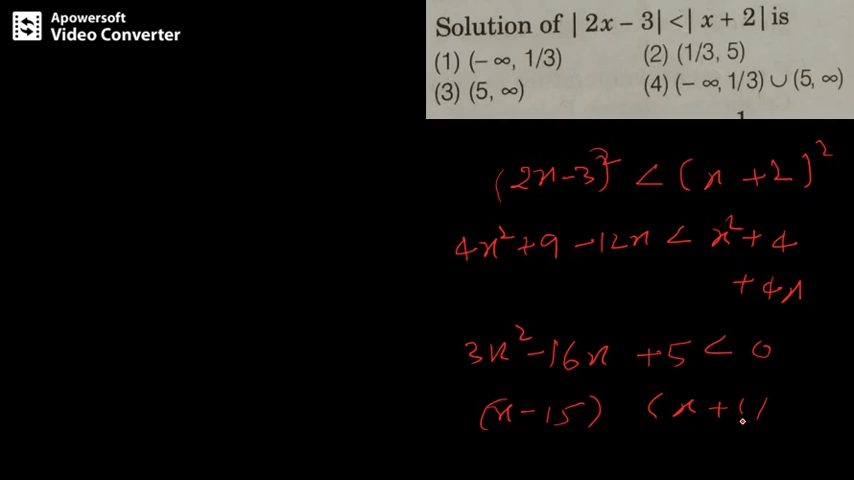 Apowersoft
Video Converter
Solution of | 2x − 3| <| x + 2| is
(1) (− ∞, 1/3)
(2) (1/3, 5)
(3) (5, ∞)
(4) (− ∞, 1/3) ∪ (5, ∞)
1
(2x-3)² < (x +2)²
4x²+9 -12x < x²+ 4
+ 4x
3x²-16x +5 < 0
(x-15) (x+